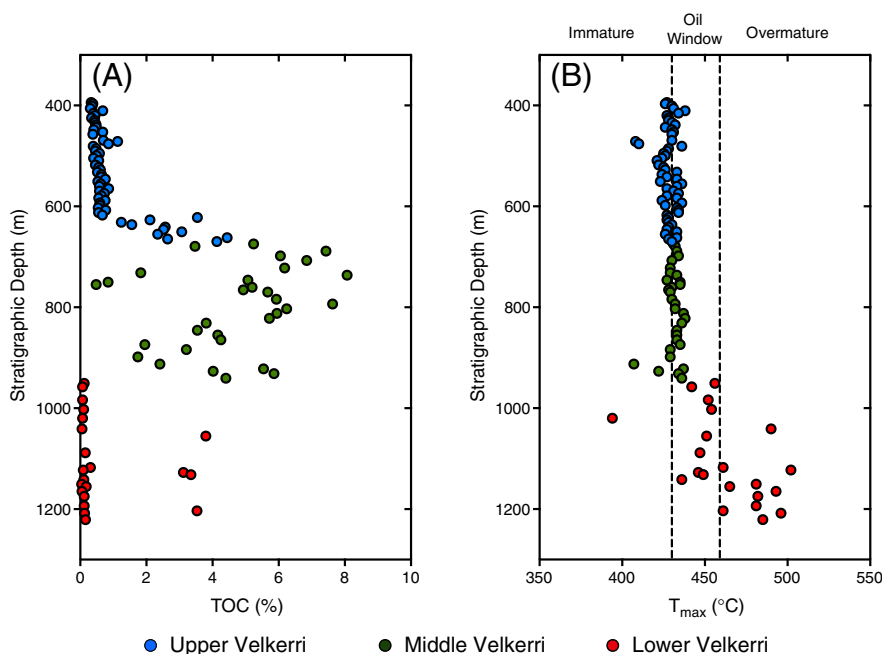 Immature
Oil
Window
Overmature
(A)
(B)
400
600
800
1000
1200
Stratigraphic Depth (m)
0 2 4 6 8 10
TOC (%)
400
600
800
1000
1200
Stratigraphic Depth (m)
350 400 450 500 550
Tmax (°C)
Upper Velkerri Middle Velkerri Lower Velkerri